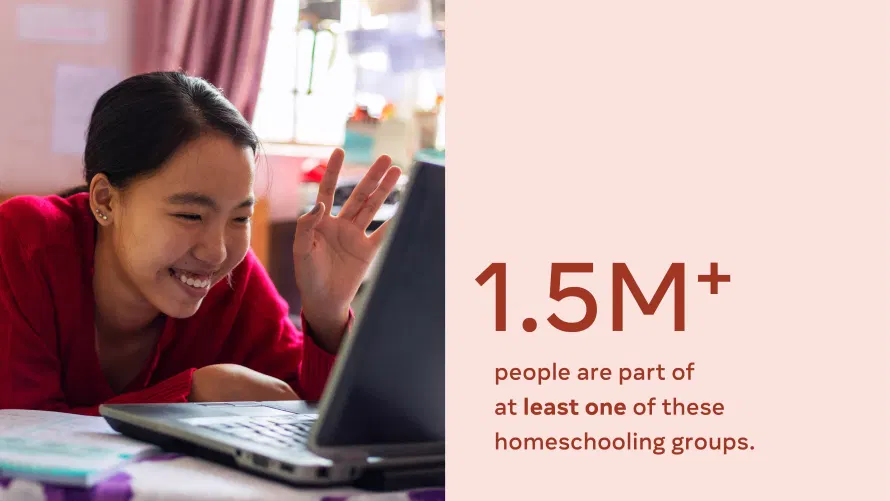 1.5M+
people are part of
at least one of these
homeschooling groups.